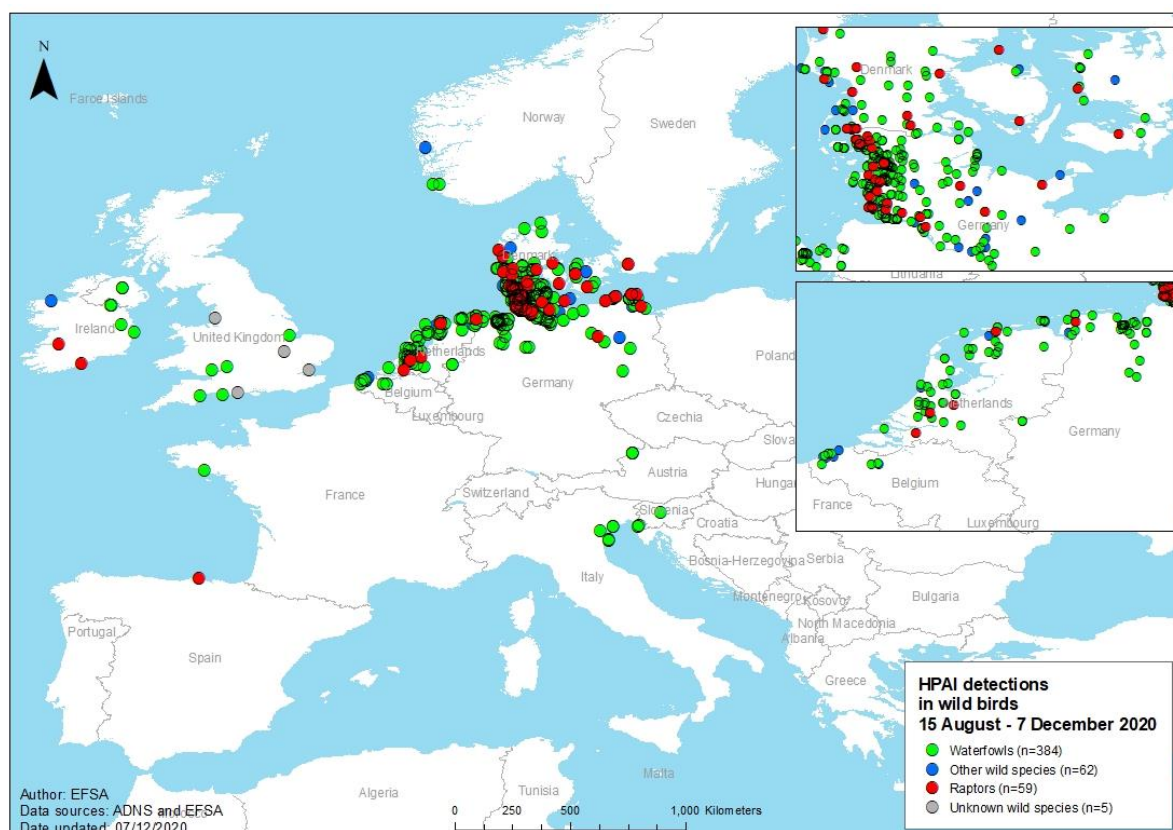 N
Faroe Islands
Norway
Sweden
Denmark
Ireland
United Kingdom
Netherlands
Belgium
Luxembourg
Germany
Poland
Czechia
Slova
Austria
Hungar
France
Switzerland
Slovenia
Croatia
Bosnia-Herzegovina
Serbia
Italy
Montenegro
Kosovo
Bulgaria
North Macedonia
Albania
Greece
Portugal
Spain
Algeria
Tunisia
Malta
Morocco
Denmark
Germany
Lithuania
Netherlands
Germany
Belgium
France
Luxembourg
HPAI detections
in wild birds
15 August - 7 December 2020
Waterfowls (n=384)
Other wild species (n=62)
Raptors (n=59)
Unknown wild species (n=5)
Author: EFSA
Data sources: ADNS and EFSA
Date updated: 07/12/2020
0 250 500 1,000 Kilometers